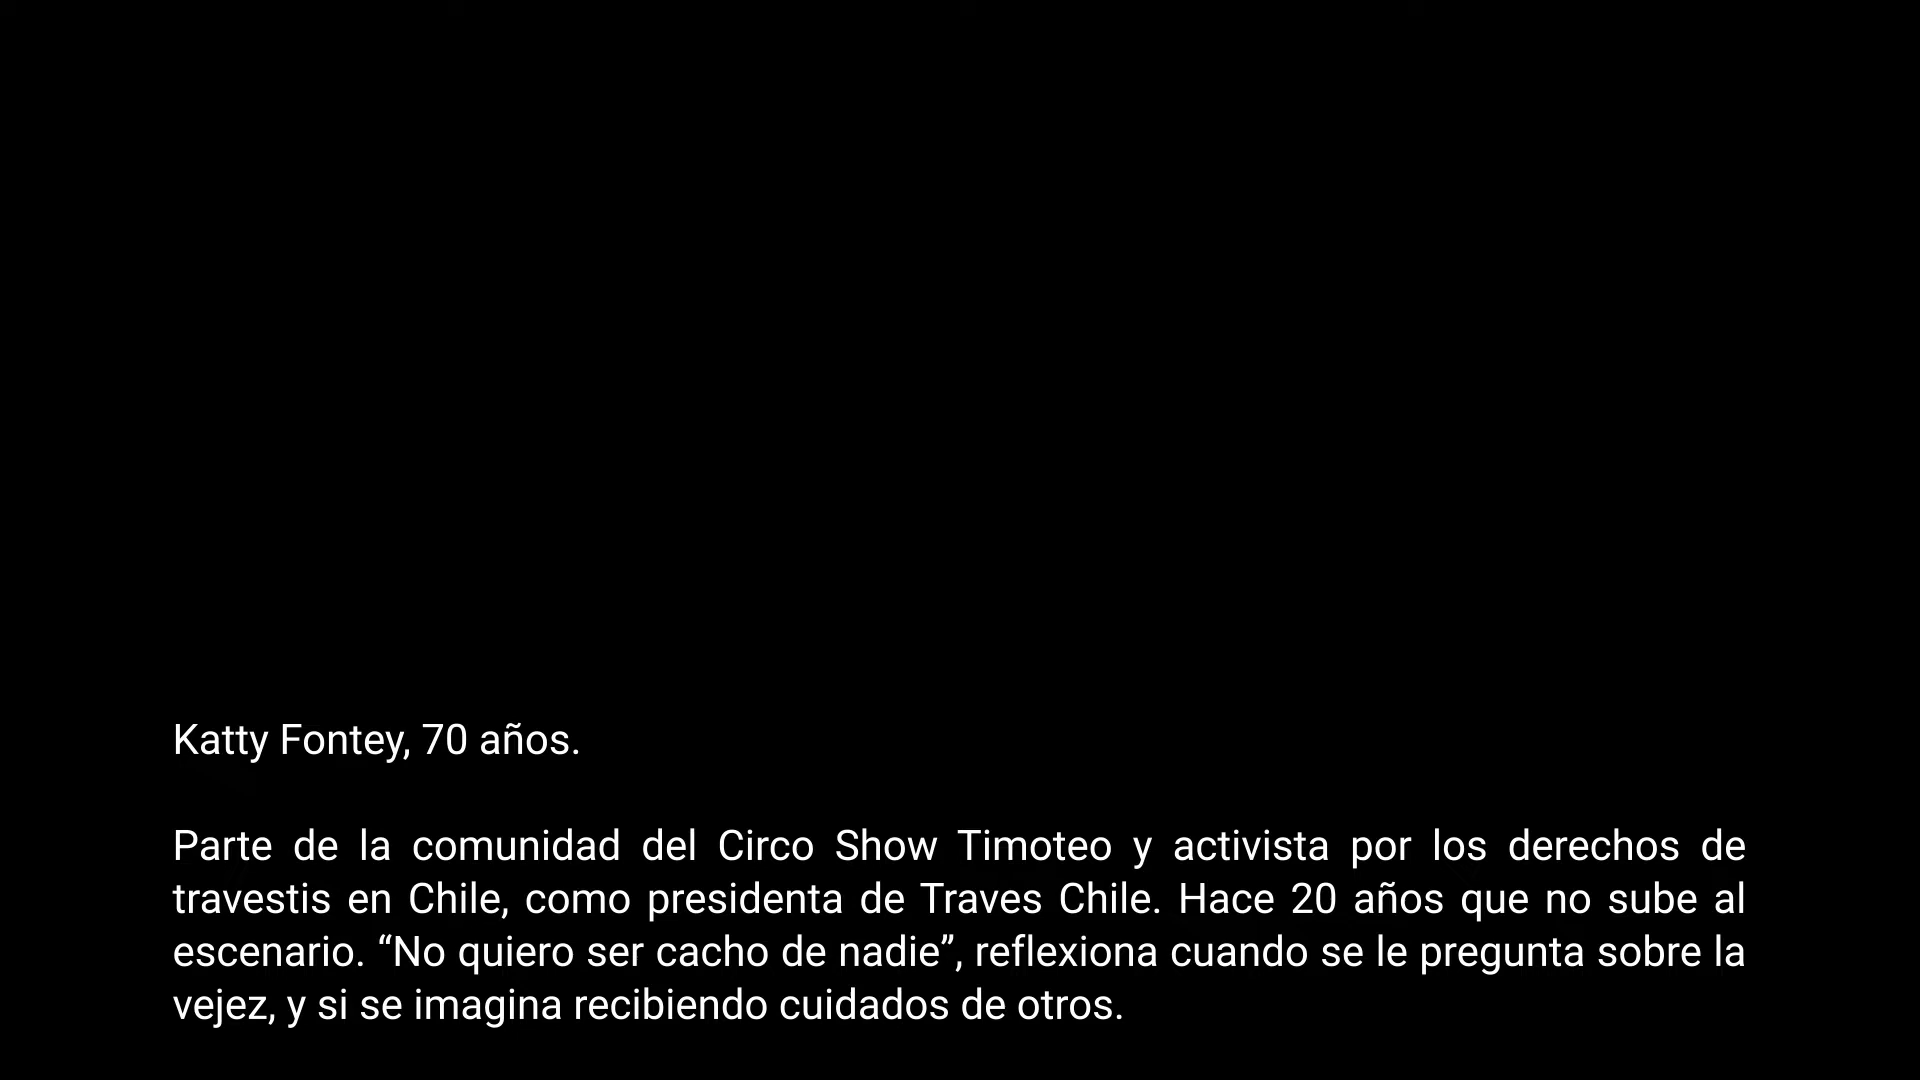 Katty Fontey, 70 años.
Parte de la comunidad del Circo Show Timoteo y activista por los derechos de
travestis en Chile, como presidenta de Traves Chile. Hace 20 años que no sube al
escenario. “No quiero ser cacho de nadie”, reflexiona cuando se le pregunta sobre la
vejez, y si se imagina recibiendo cuidados de otros.